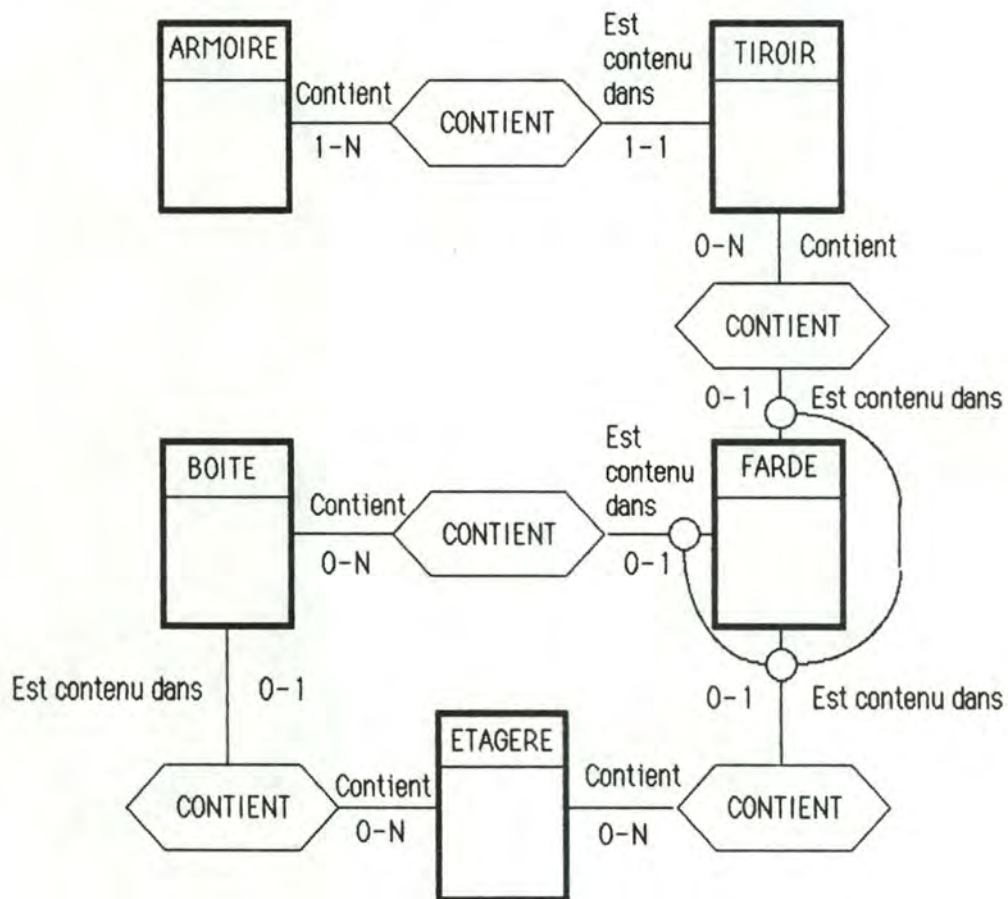 ARMOIRE
Contient
1-N
CONTIENT
Est
contenu
dans
1-1
TIROIR
0-N
Contient
CONTIENT
0-1
Est contenu dans
BOITE
Contient
0-N
CONTIENT
Est
contenu
dans
0-1
FARDE
Est contenu dans
0-1
0-1
Est contenu dans
ETAGERE
CONTIENT
Contient
0-N
Contient
0-N
CONTIENT